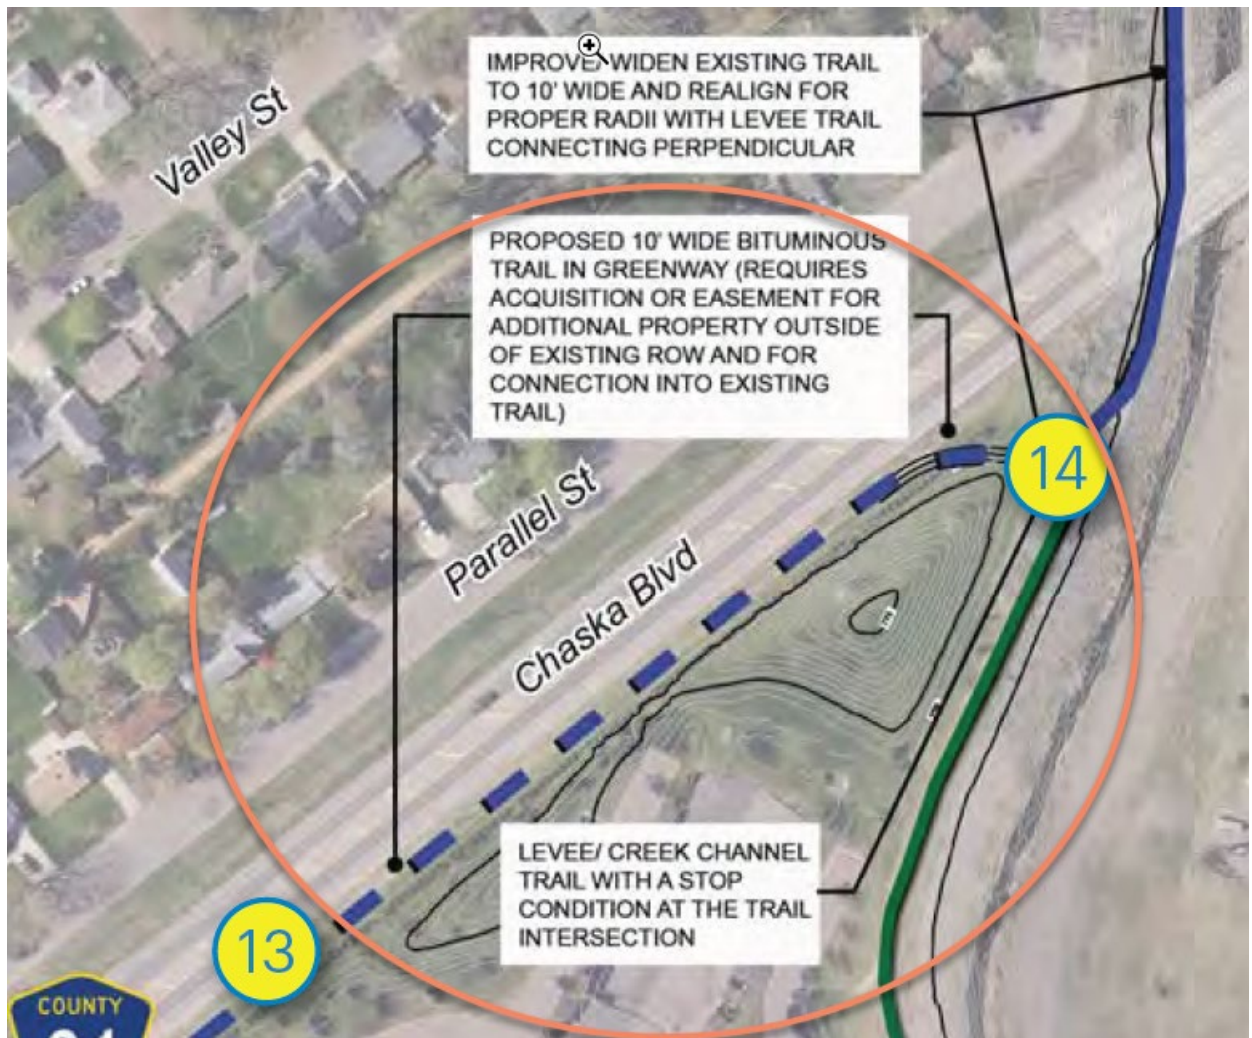 Valley St
IMPROVE/ WIDEN EXISTING TRAIL
TO 10' WIDE AND REALIGN FOR
PROPER RADII WITH LEVEE TRAIL
CONNECTING PERPENDICULAR
PROPOSED 10' WIDE BITUMINOUS
TRAIL IN GREENWAY (REQUIRES
ACQUISITION OR EASEMENT FOR
ADDITIONAL PROPERTY OUTSIDE
OF EXISTING ROW AND FOR
CONNECTION INTO EXISTING
TRAIL)
14
Parallel St
Chaska Blvd
LEVEE/ CREEK CHANNEL
TRAIL WITH A STOP
CONDITION AT THE TRAIL
INTERSECTION
13
COUNTY